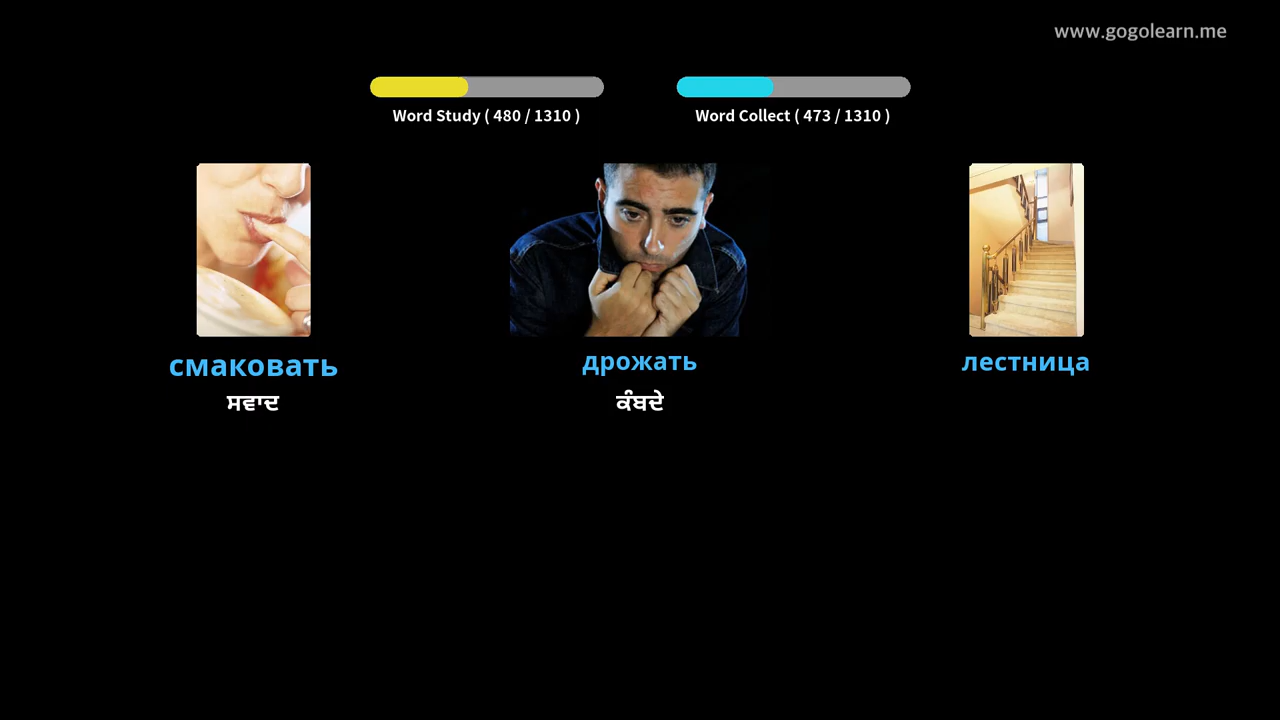 www.gogolearn.me
Word Study ( 480 / 1310 )
Word Collect ( 473 / 1310 )
смаковать
дрожать
лестница
ਸਵਾਦ
ਕੰਬਦੇ